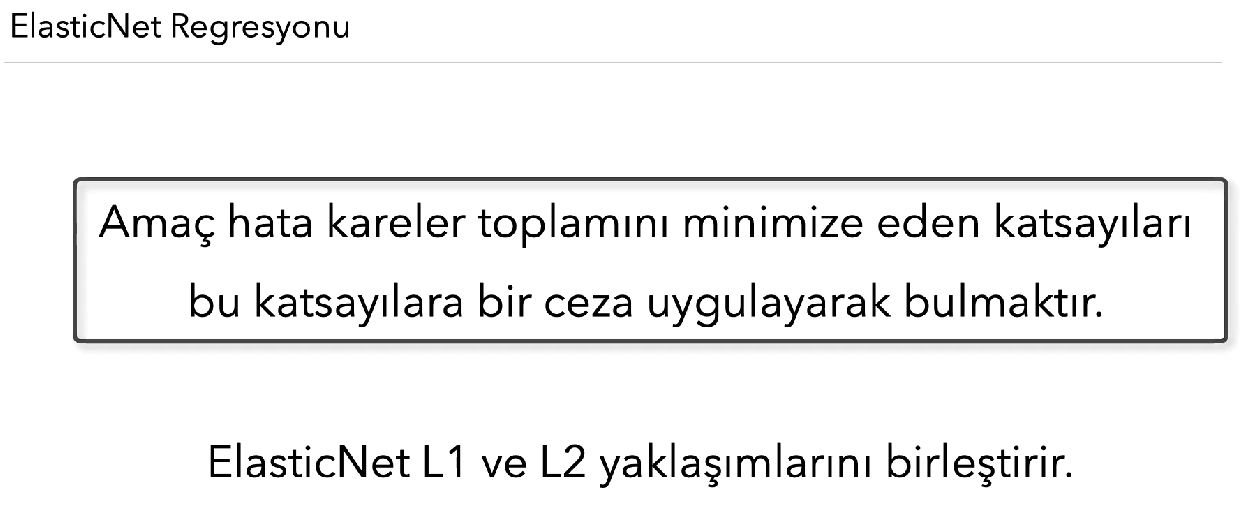 ElasticNet Regresyonu
Amaç hata kareler toplamını minimize eden katsayıları
bu katsayılara bir ceza uygulayarak bulmaktır.
ElasticNet L1 ve L2 yaklaşımlarını birleştirir.